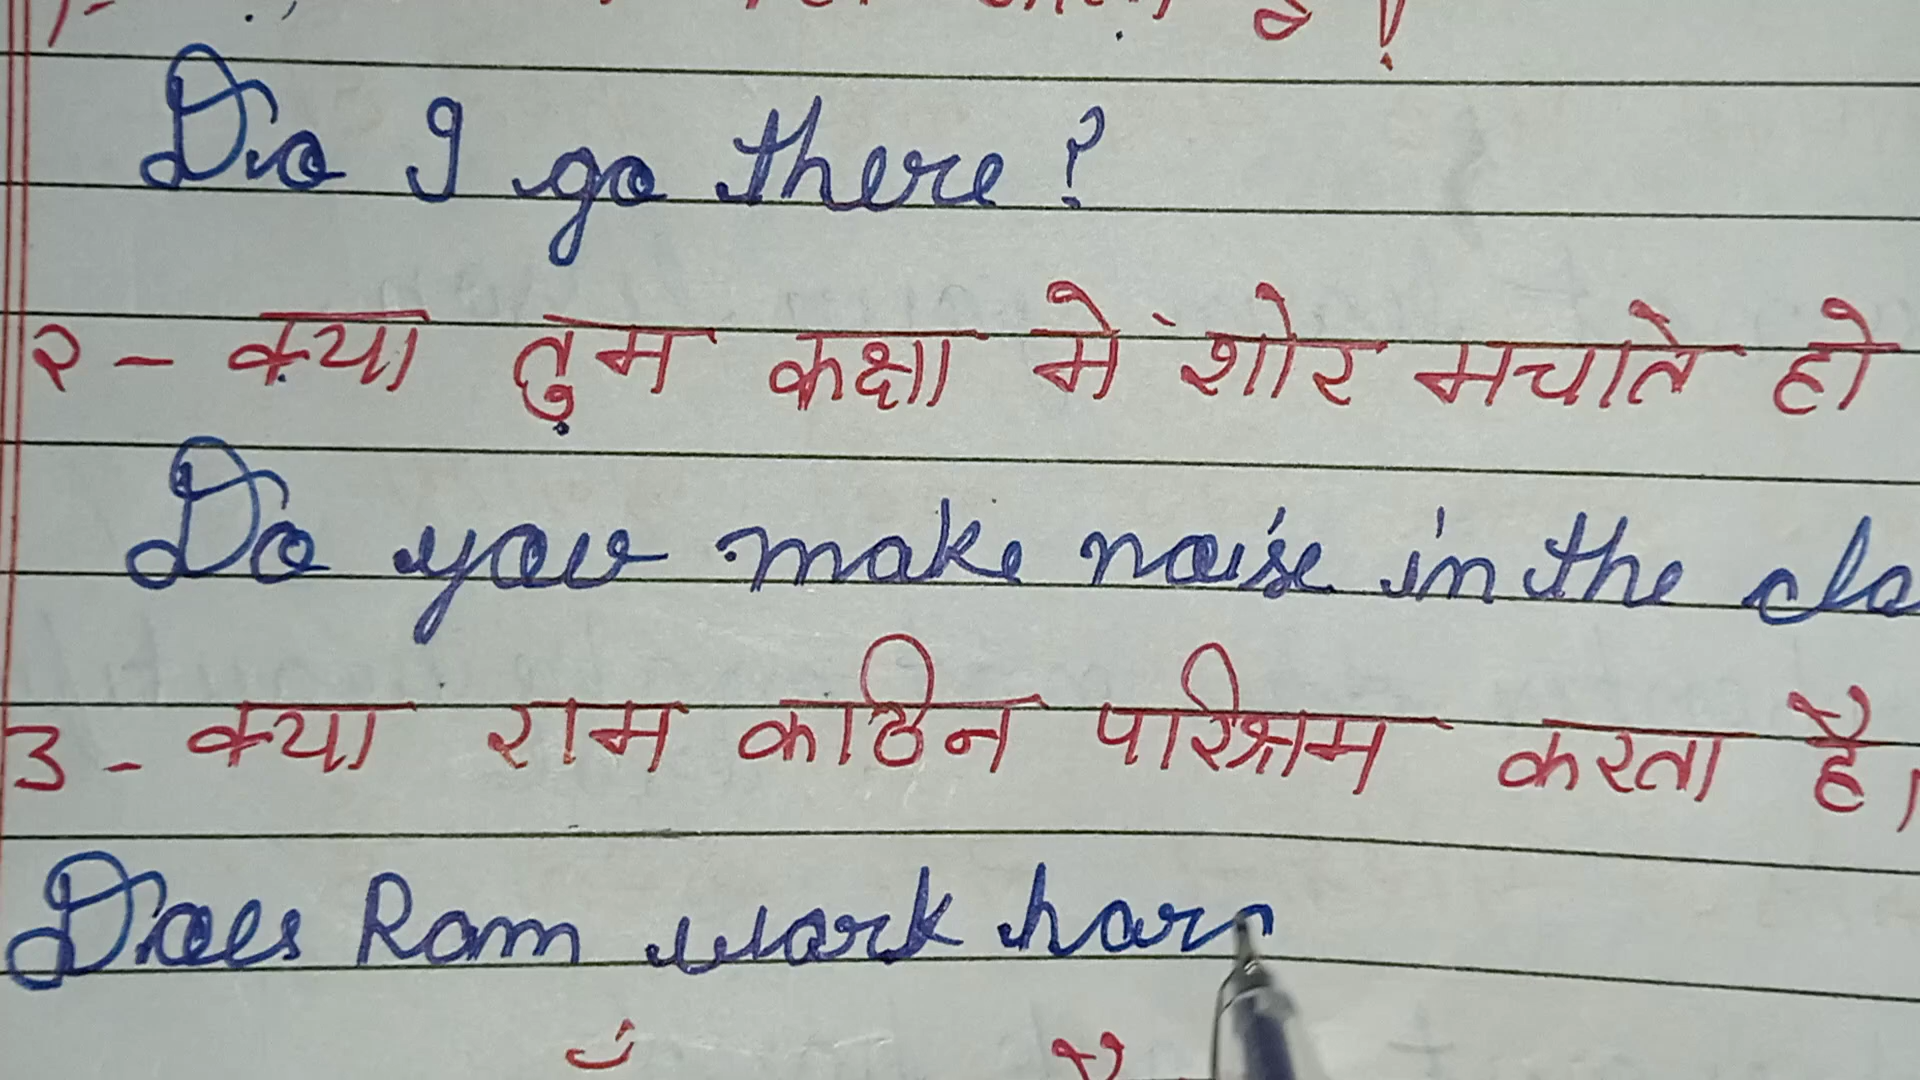 Do I go there?
२ - क्या तुम कक्षा में शोर मचाते हो
Do you make noise in the cla
3 - क्या राम कठिन परिश्रम करता है।
Does Ram work har